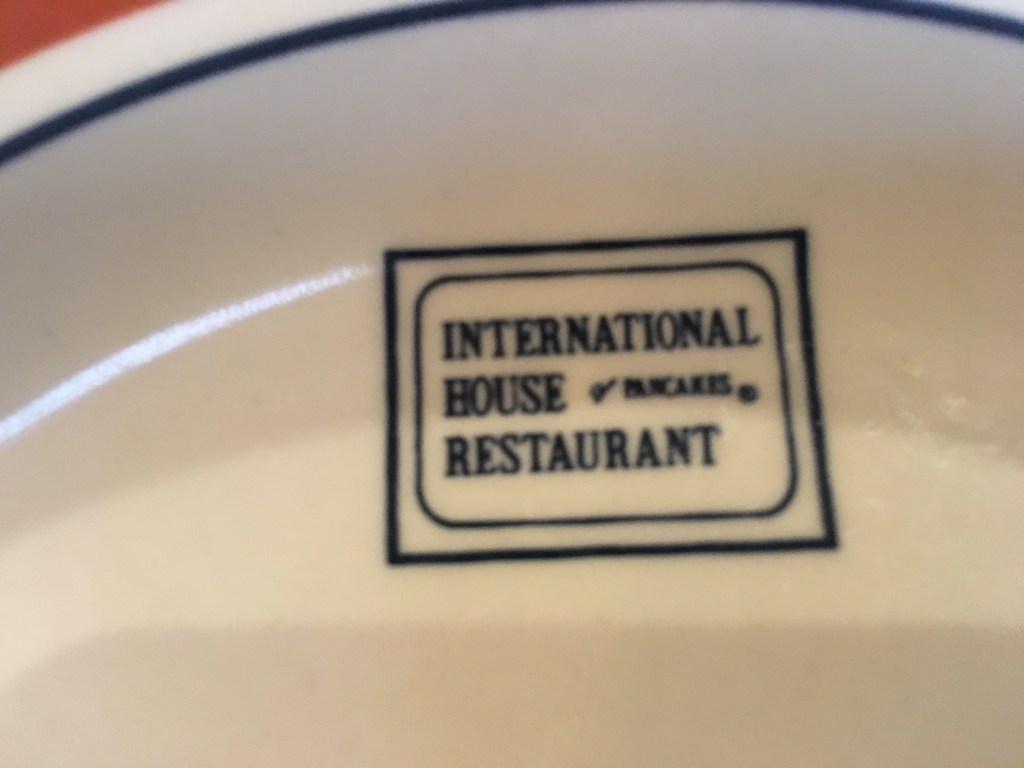 INTERNATIONAL
HOUSE of PANCAKES®
RESTAURANT